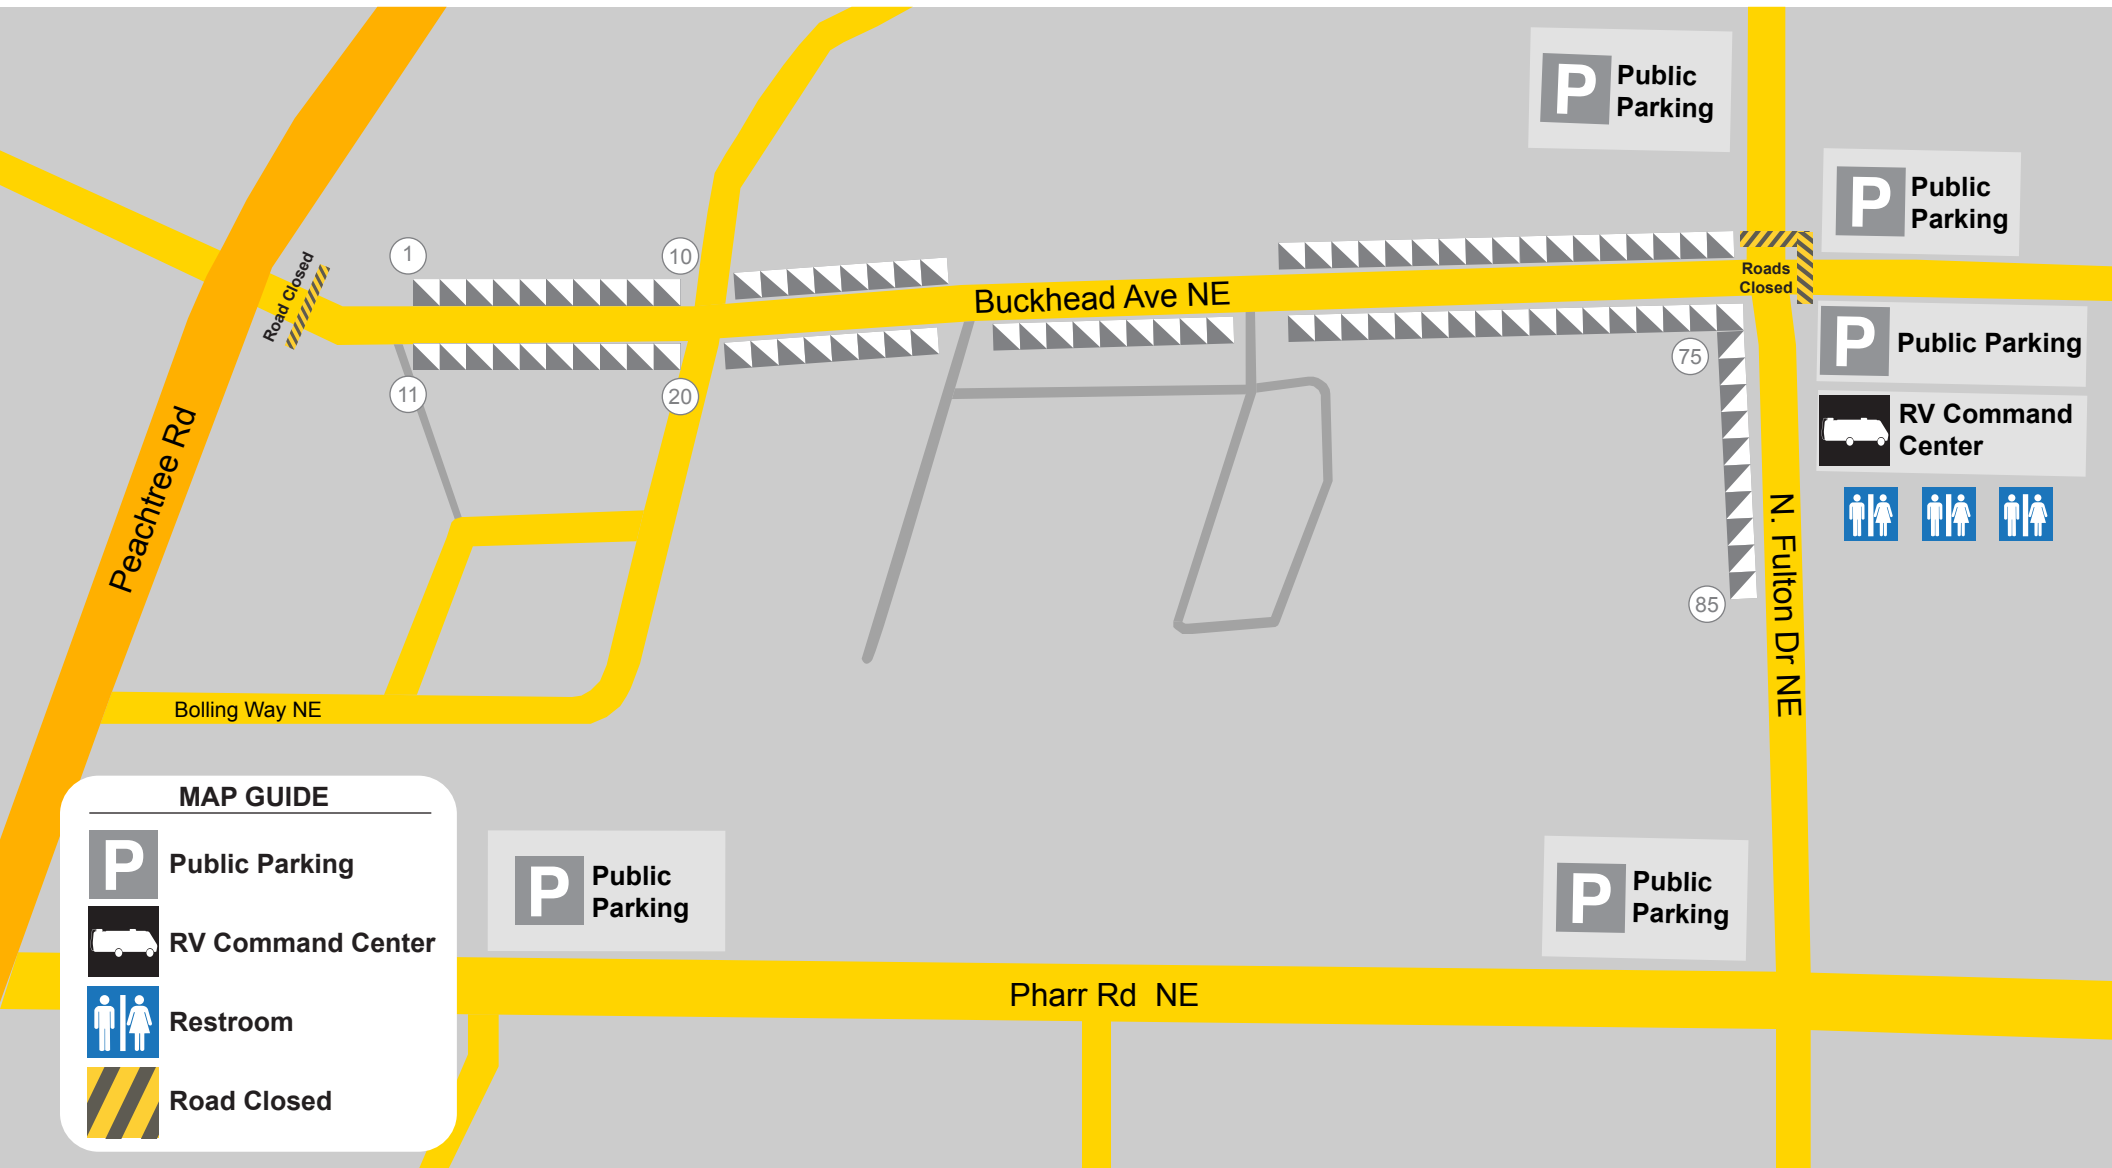 P Public
Parking
P Public
Parking
Road Closed
1
10
Roads
Closed
Buckhead Ave NE
P Public Parking
75
11
20
RV Command
Center
Peachtree Rd
N. Fulton Dr NE
85
Bolling Way NE
MAP GUIDE
P Public Parking
RV Command Center
Restroom
Road Closed
P Public
Parking
P Public
Parking
Pharr Rd NE